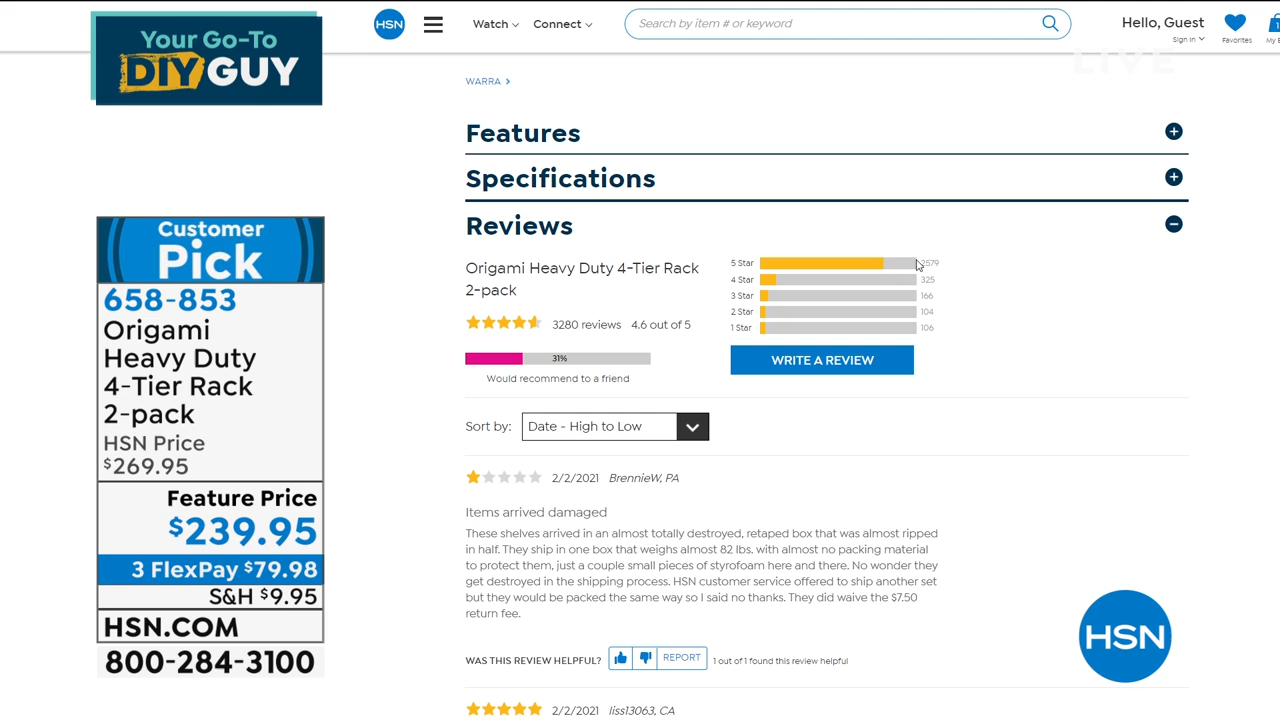 Your Go-To
DIY GUY
HSN
Watch
Connect
Search by item # or keyword
Hello, Guest
Sign In
Favorites
LIVE
WARRA >
Features
Specifications
Reviews
Origami Heavy Duty 4-Tier Rack
2-pack
3280 reviews 4.6 out of 5
31%
Would recommend to a friend
5 Star 2579
4 Star 325
3 Star 166
2 Star 104
1 Star 106
WRITE A REVIEW
Sort by: Date - High to Low
2/2/2021 BrennieW, PA
Items arrived damaged
These shelves arrived in an almost totally destroyed, retaped box that was almost ripped
in half. They ship in one box that weighs almost 82 lbs. with almost no packing material
to protect them, just a couple small pieces of styrofoam here and there. No wonder they
get destroyed in the shipping process. HSN customer service offered to ship another set
but they would be packed the same way so I said no thanks. They did waive the $7.50
return fee.
WAS THIS REVIEW HELPFUL? REPORT 1 out of 1 found this review helpful
2/2/2021 liss13063, CA
Customer
Pick
658-853
Origami
Heavy Duty
4-Tier Rack
2-pack
HSN Price
$269.95
Feature Price
$239.95
3 FlexPay $79.98
S&H $9.95
HSN.COM
800-284-3100
HSN